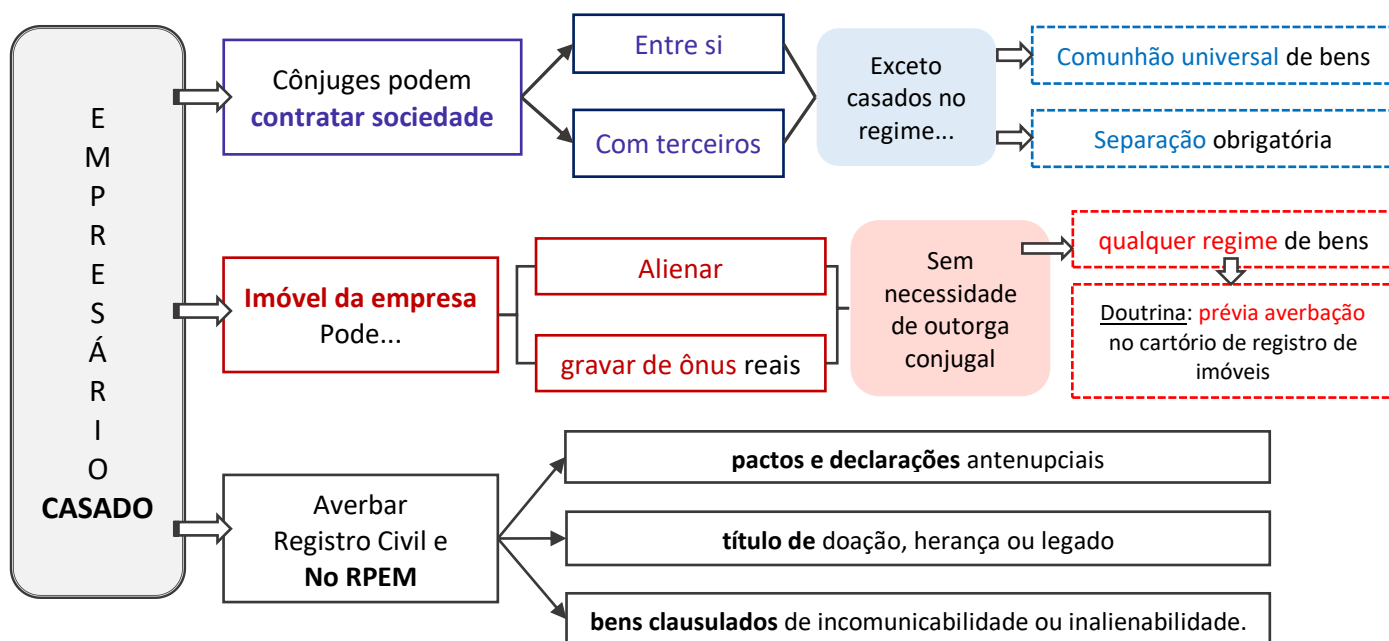 E
M
P
R
E
S
Á
R
I
O
CASADO
Cônjuges podem
contratar sociedade
Entre si
Com terceiros
Exceto
casados no
regime...
Comunhão universal de bens
Separação obrigatória
Imóvel da empresa
Pode...
Alienar
gravar de ônus reais
Sem
necessidade
de outorga
conjugal
qualquer regime de bens
Doutrina: prévia averbação
no cartório de registro de
imóveis
Averbar
Registro Civil e
No RPEM
pactos e declarações antenupciais
título de doação, herança ou legado
bens clausulados de incomunicabilidade ou inalienabilidade.